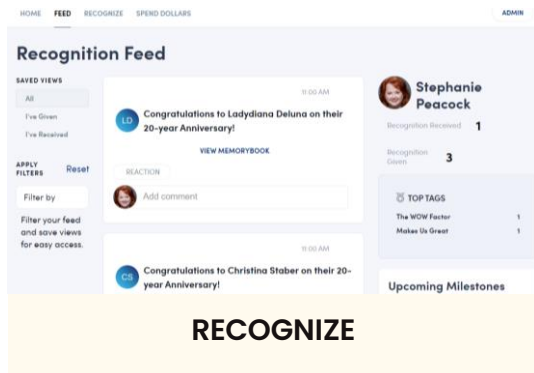 HOME FEED RECOGNIZE SPEND DOLLARS ADMIN
Recognition Feed
SAVED VIEWS
All
I've Given
I've Received
APPLY
FILTERS Reset
Filter by
Filter your feed
and save views
for easy access.
11:00 AM
LD
Congratulations to Ladydiana Deluna on their
20-year Anniversary!
VIEW MEMORYBOOK
REACTION
Add comment
11:00 AM
CS
Congratulations to Christina Staber on their 20-
year Anniversary!
Stephanie
Peacock
Recognition Received 1
Recognition
Given 3
TOP TAGS
The WOW Factor 1
Makes Us Great 1
Upcoming Milestones
RECOGNIZE